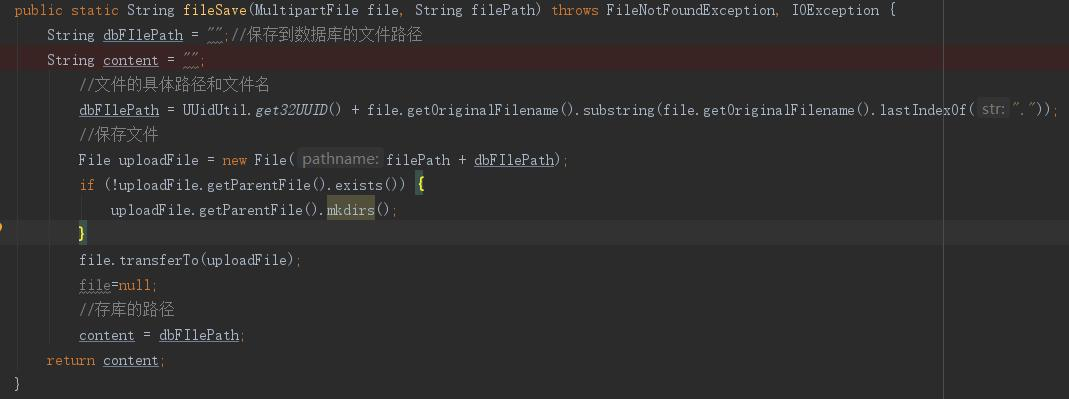 public static String fileSave(MultipartFile file, String filePath) throws FileNotFoundException, IOException {
String dbFIlePath = "";//保存到数据库的文件路径
String content = "";
//文件的具体路径和文件名
dbFIlePath = UUidUtil.get32UUID() + file.getOriginalFilename().substring(file.getOriginalFilename().lastIndexOf( str: "."));
//保存文件
File uploadFile = new File( pathname: filePath + dbFIlePath);
if (!uploadFile.getParentFile().exists()) {
uploadFile.getParentFile().mkdirs();
}
file.transferTo(uploadFile);
file=null;
//存库的路径
content = dbFIlePath;
return content;
}